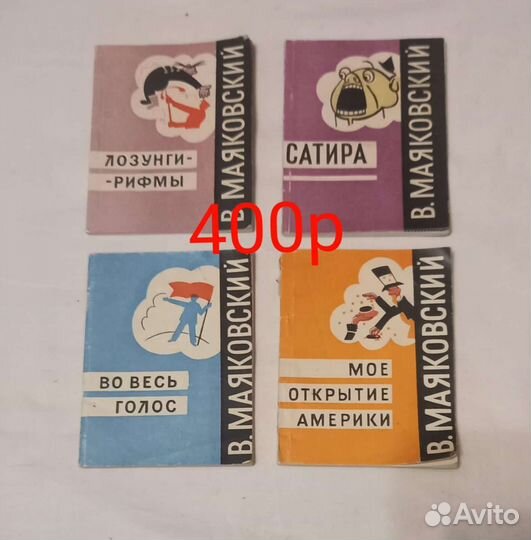 ЛОЗУНГИ-
-РИФМЫ
В. МАЯКОВСКИЙ
САТИРА
В. МАЯКОВСКИЙ
400р
ВО ВЕСЬ
ГОЛОС
В. МАЯКОВСКИЙ
МОЕ
ОТКРЫТИЕ
АМЕРИКИ
В. МАЯКОВСКИЙ
Avito